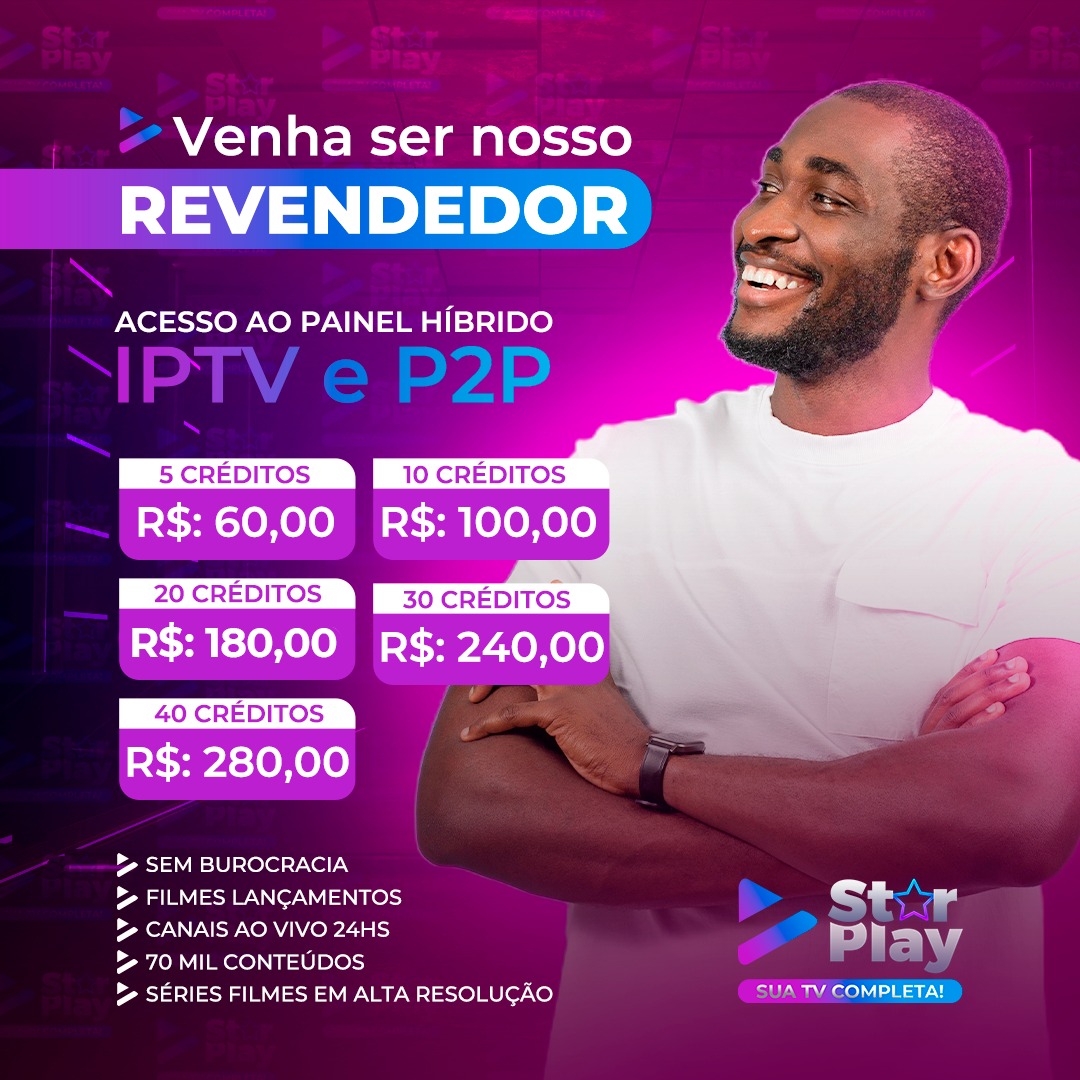 Venha ser nosso
REVENDEDOR
ACESSO AO PAINEL HÍBRIDO
IPTV e P2P
5 CRÉDITOS
R$: 60,00
10 CRÉDITOS
R$: 100,00
20 CRÉDITOS
R$: 180,00
30 CRÉDITOS
R$: 240,00
40 CRÉDITOS
R$: 280,00
SEM BUROCRACIA
FILMES LANÇAMENTOS
CANAIS AO VIVO 24HS
70 MIL CONTEÚDOS
SÉRIES FILMES EM ALTA RESOLUÇÃO
Star
Play
SUA TV COMPLETA!